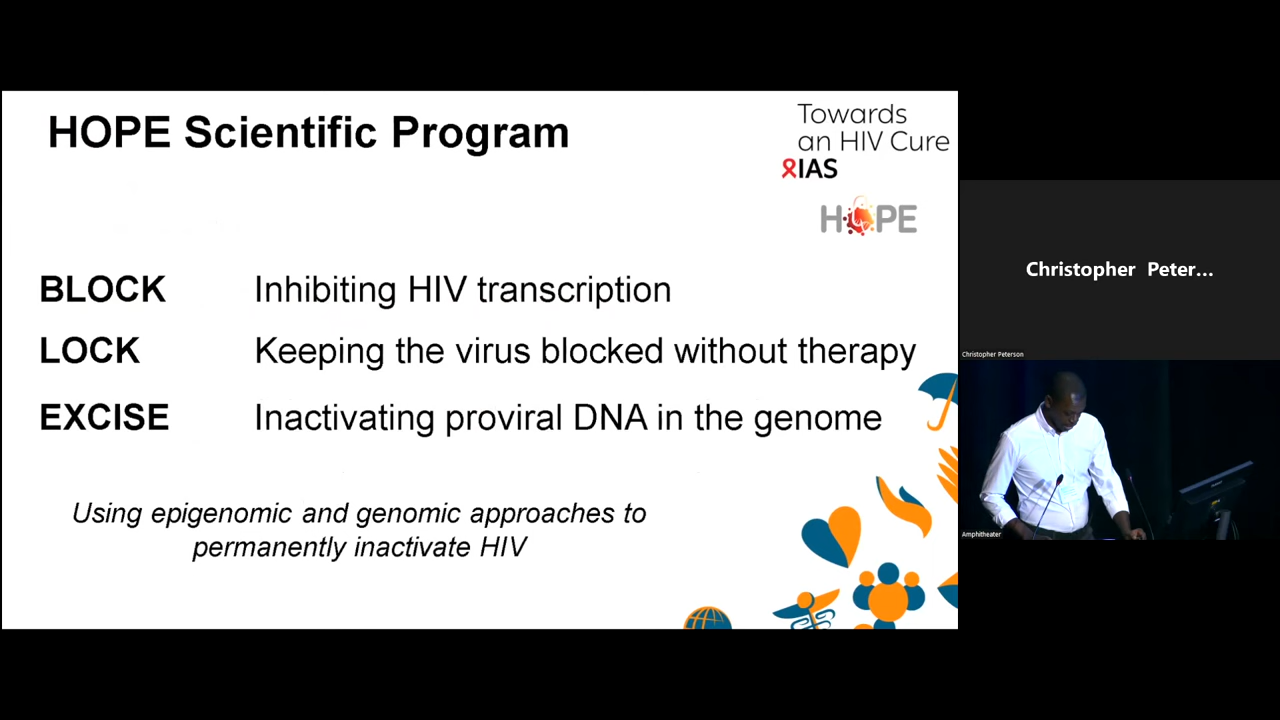 HOPE Scientific Program
Towards
an HIV Cure
IAS
HOPE
BLOCK Inhibiting HIV transcription
LOCK Keeping the virus blocked without therapy
EXCISE Inactivating proviral DNA in the genome
Using epigenomic and genomic approaches to
permanently inactivate HIV
Christopher Peter...
Christopher Peterson
Amphitheater